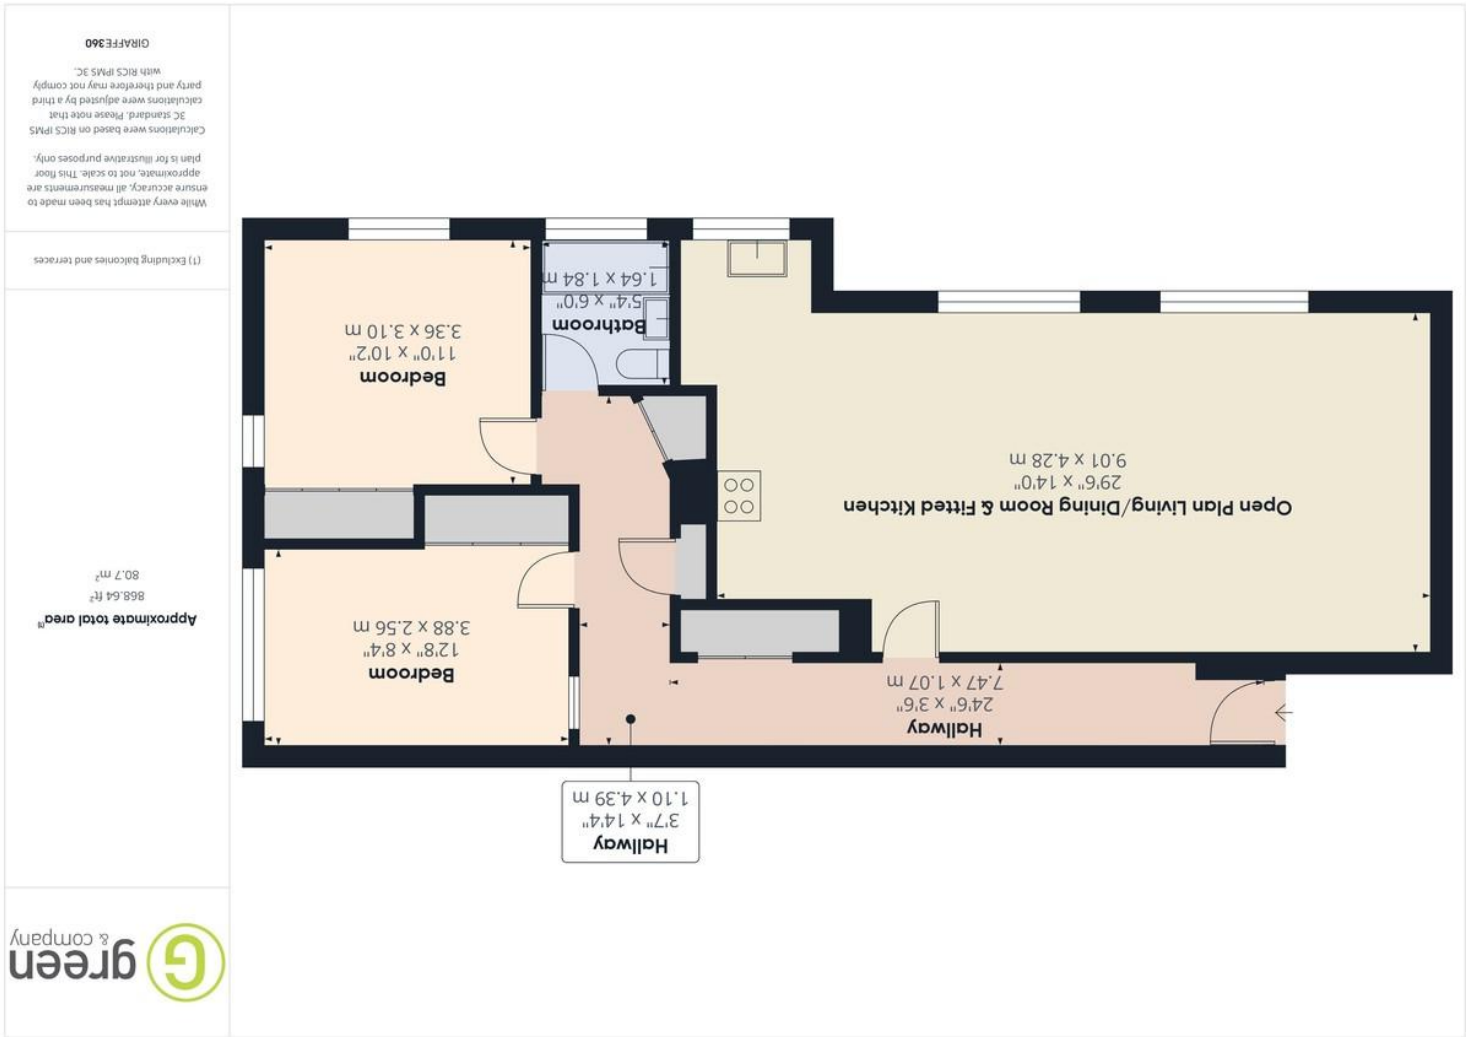 Hallway
3'7" x 14'4"
1.10 x 4.39 m
Hallway
24'6" x 3'6"
7.47 x 1.07 m
Bedroom
12'8" x 8'4"
3.88 x 2.56 m
Open Plan Living/Dining Room & Fitted Kitchen
29'6" x 14'0"
9.01 x 4.28 m
Bedroom
11'0" x 10'2"
3.36 x 3.10 m
Bathroom
5'4" x 6'0"
1.64 x 1.84 m
G green
& company
Approximate total area⁽¹⁾
868.64 ft²
80.7 m²
(1) Excluding balconies and terraces
While every attempt has been made to
ensure accuracy, all measurements are
approximate, not to scale. This floor
plan is for illustrative purposes only.
Calculations were based on RICS IPMS
3C standard. Please note that
calculations were adjusted by a third
party and therefore may not comply
with RICS IPMS 3C.
GIRAFFE360